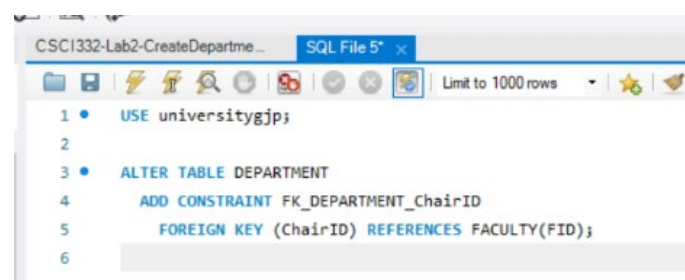 CSCI332-Lab2-CreateDepartme... SQL File 5*
Limit to 1000 rows
1 USE universitygjp;
2
3 ALTER TABLE DEPARTMENT
4 ADD CONSTRAINT FK_DEPARTMENT_ChairID
5 FOREIGN KEY (ChairID) REFERENCES FACULTY(FID);
6